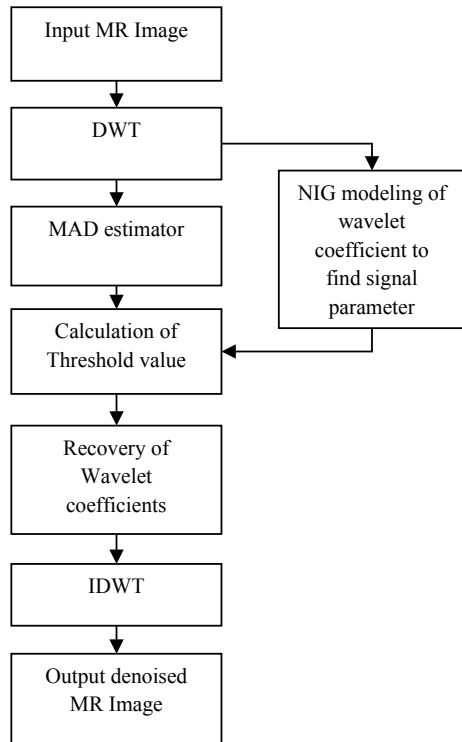 Input MR Image
DWT
NIG modeling of
wavelet
coefficient to
find signal
parameter
MAD estimator
Calculation of
Threshold value
Recovery of
Wavelet
coefficients
IDWT
Output denoised
MR Image